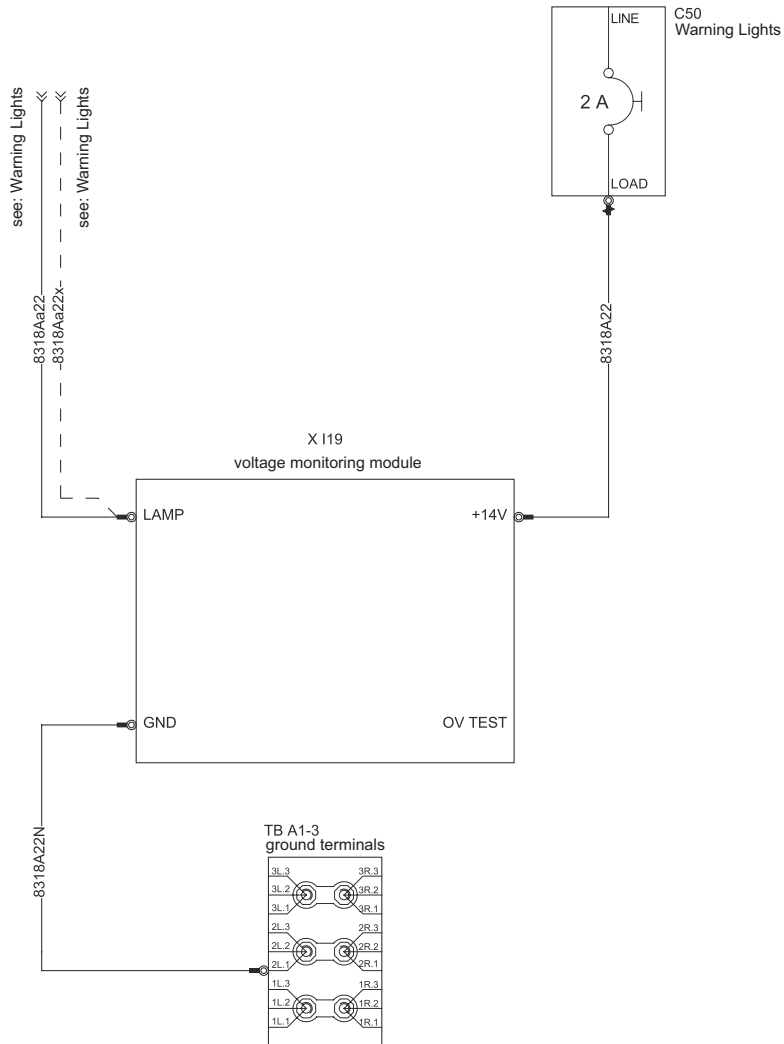 C50
Warning Lights
LINE
2 A
LOAD
see: Warning Lights
see: Warning Lights
8318Aa22
8318Aa22x
8318A22
X I19
voltage monitoring module
LAMP
+14V
GND
OV TEST
8318A22N
TB A1-3
ground terminals
3L.3
3R.3
3L.2
3R.2
3L.1
3R.1
2L.3
2R.3
2L.2
2R.2
2L.1
2R.1
1L.3
1R.3
1L.2
1R.2
1L.1
1R.1